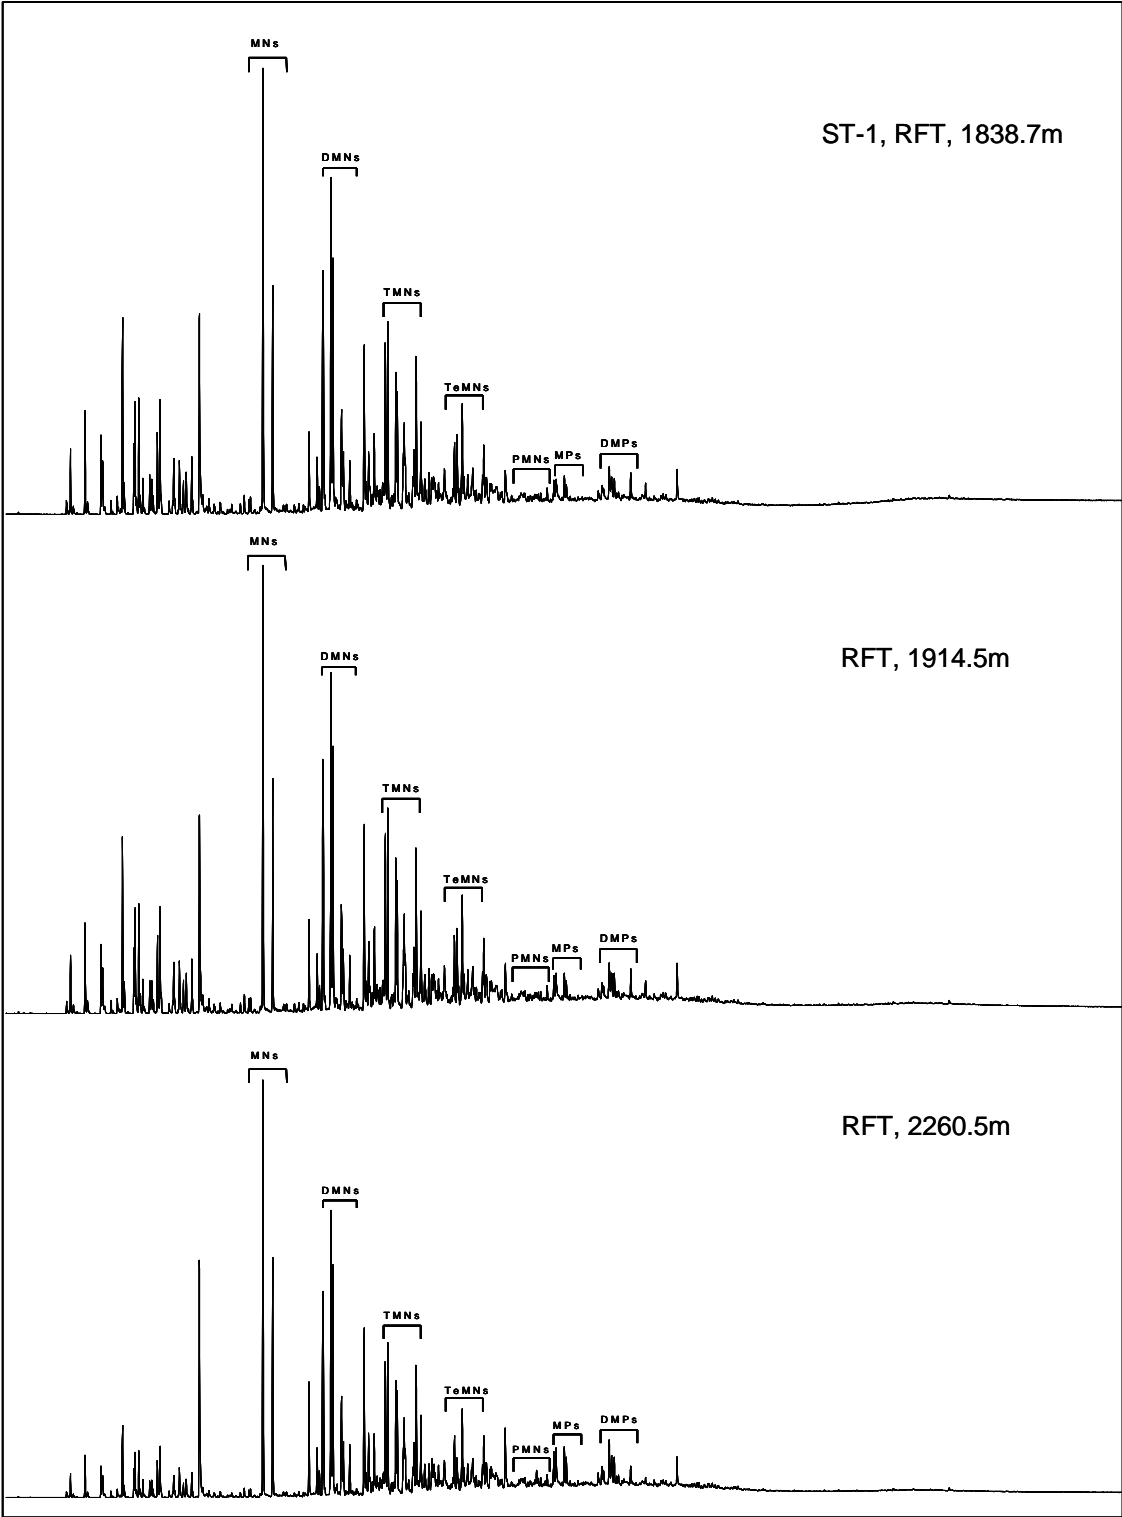 MNs
ST-1, RFT, 1838.7m
DMNs
TMNs
TeMNs
PMNs MPs DMPs
MNs
RFT, 1914.5m
DMNs
TMNs
TeMNs
PMNs MPs DMPs
MNs
RFT, 2260.5m
DMNs
TMNs
TeMNs
PMNs MPs DMPs